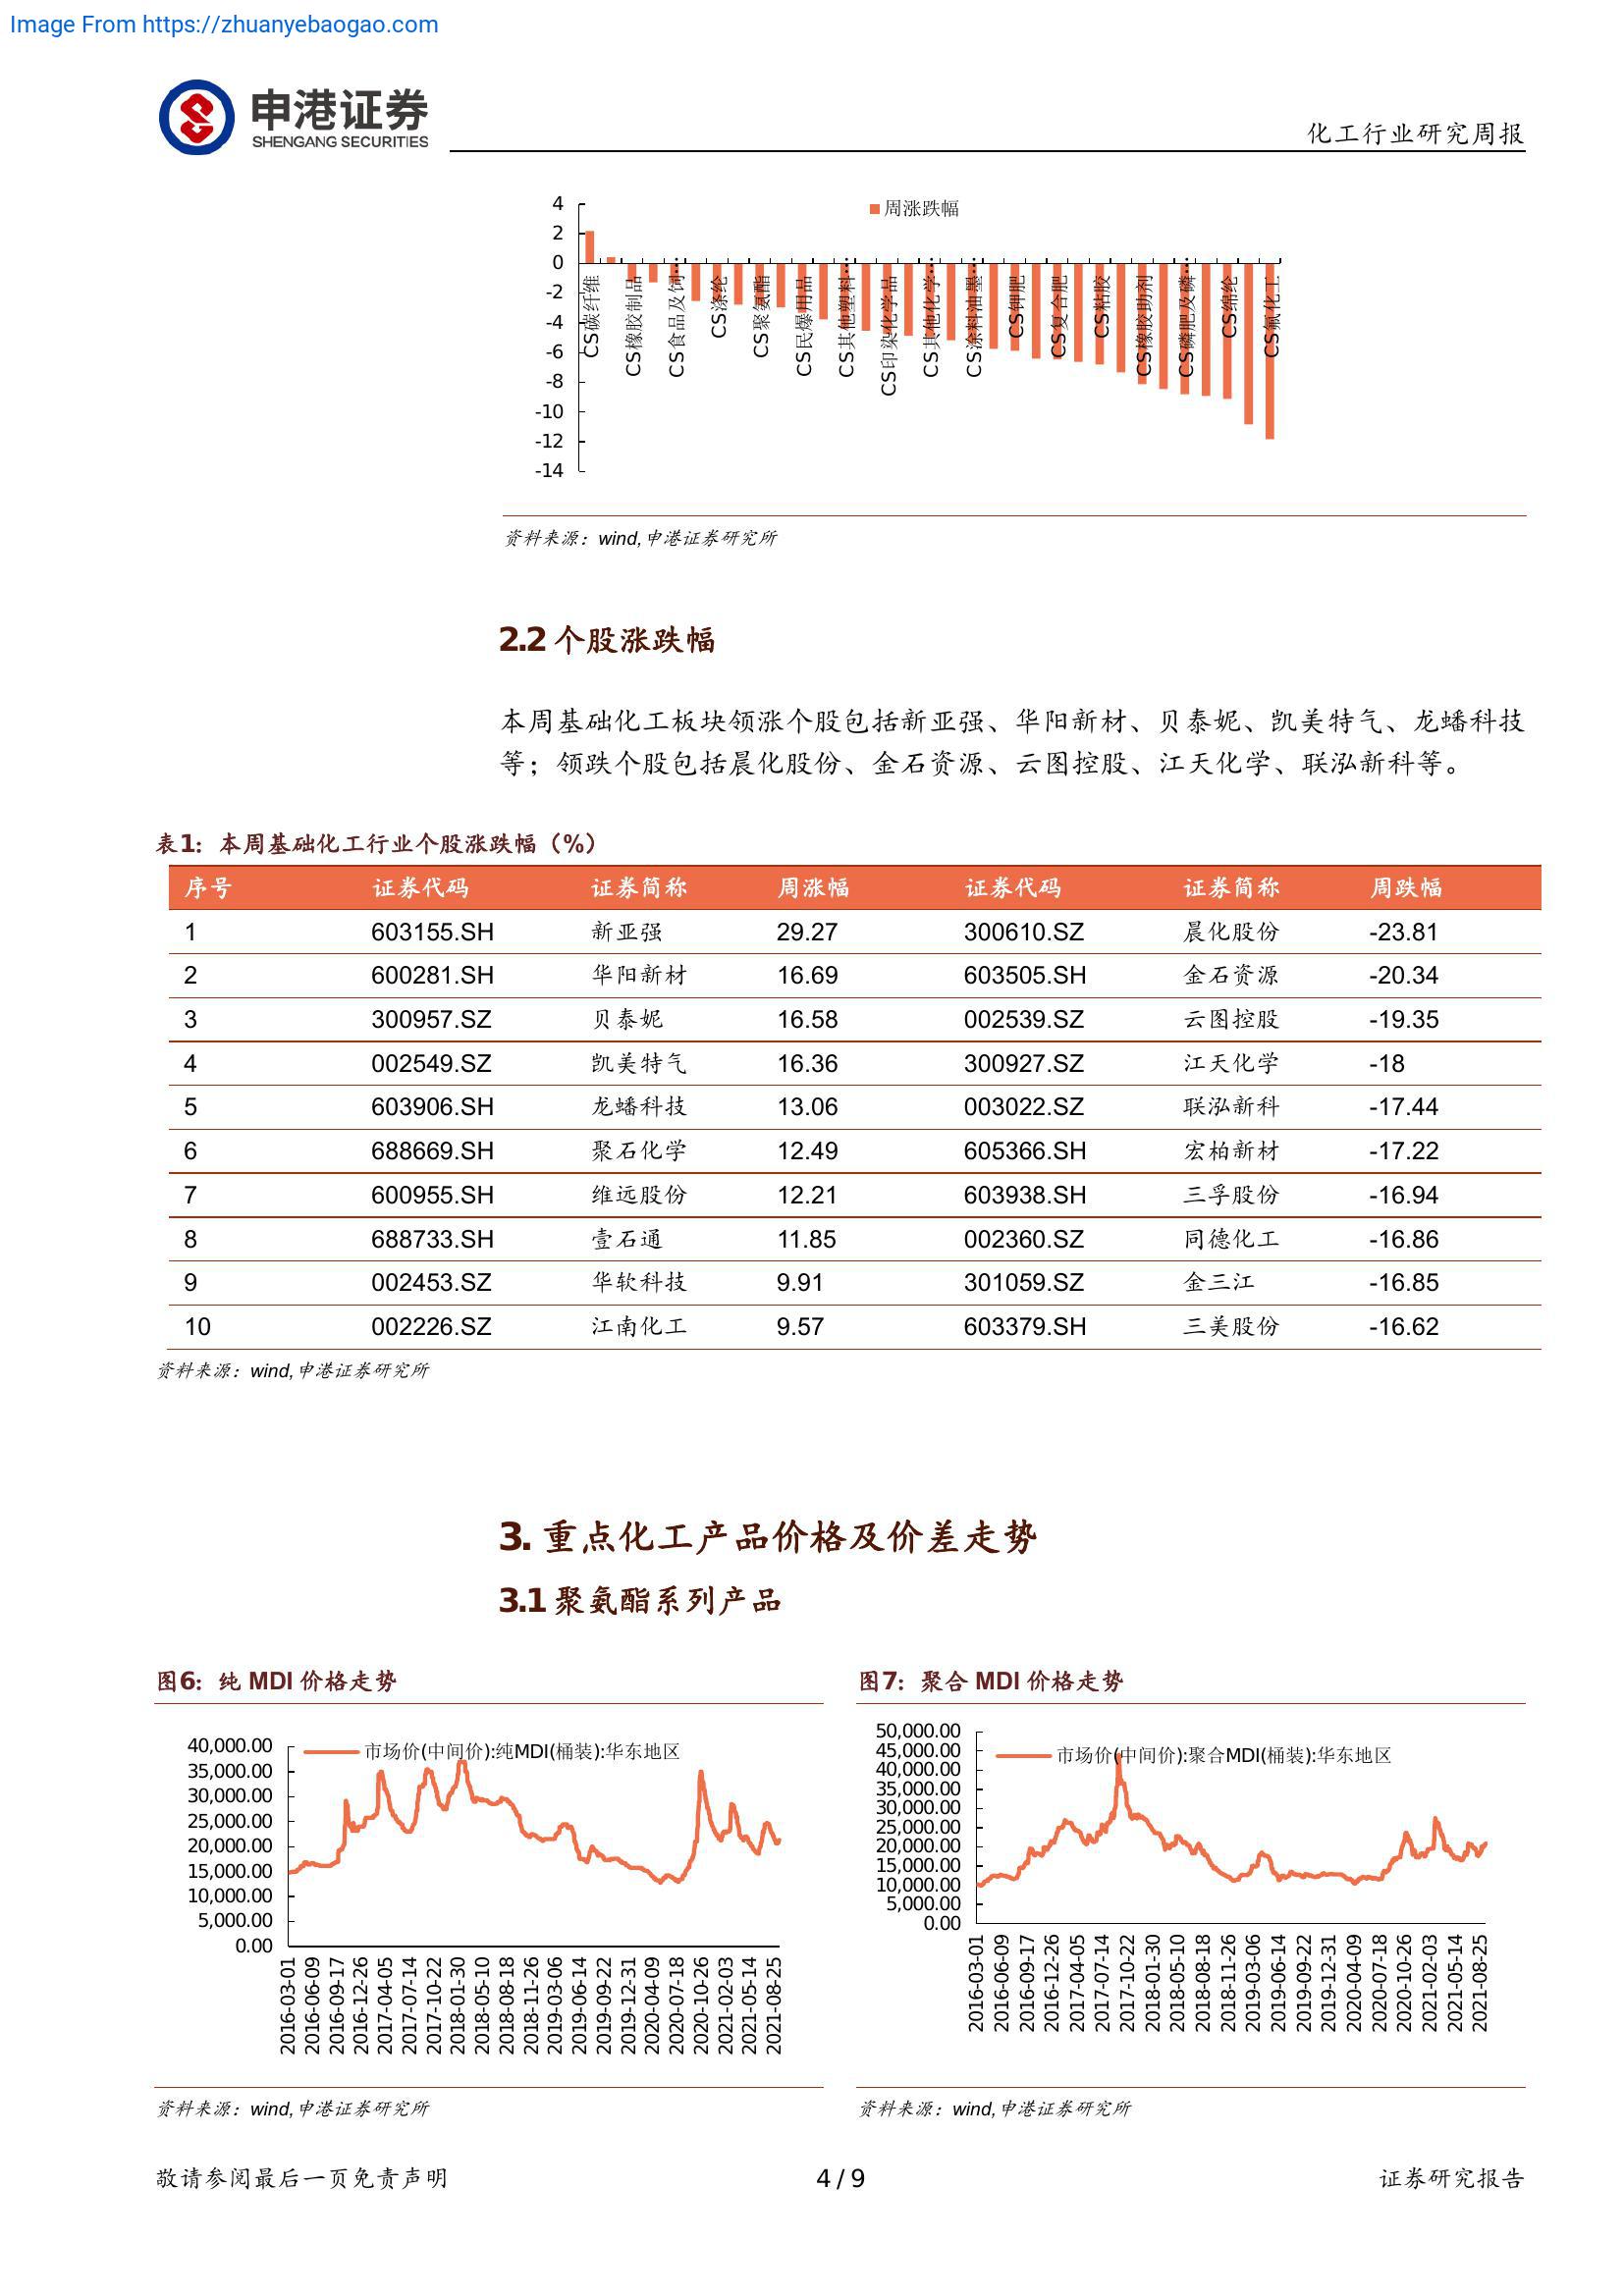 Image From https://zhuanyebaogao.com
申港证券
SHENGANG SECURITIES
化工行业研究周报
周涨跌幅
4
2
0
-2
-4
-6
-8
-10
-12
-14
CS碳纤维
CS橡胶制品
CS食品及饲…
CS涤纶
CS聚氨酯
CS民爆用品
CS其他塑料…
CS印染化学品
CS其他化学…
CS涂料油墨…
CS钾肥
CS复合肥
CS粘胶
CS橡胶助剂
CS磷肥及磷…
CS绵纶
CS氟化工
资料来源：wind,申港证券研究所
2.2 个股涨跌幅
本周基础化工板块领涨个股包括新亚强、华阳新材、贝泰妮、凯美特气、龙蟠科技
等；领跌个股包括晨化股份、金石资源、云图控股、江天化学、联泓新科等。
表1：本周基础化工行业个股涨跌幅（%）
序号 证券代码 证券简称 周涨幅 证券代码 证券简称 周跌幅
1 603155.SH 新亚强 29.27 300610.SZ 晨化股份 -23.81
2 600281.SH 华阳新材 16.69 603505.SH 金石资源 -20.34
3 300957.SZ 贝泰妮 16.58 002539.SZ 云图控股 -19.35
4 002549.SZ 凯美特气 16.36 300927.SZ 江天化学 -18
5 603906.SH 龙蟠科技 13.06 003022.SZ 联泓新科 -17.44
6 688669.SH 聚石化学 12.49 605366.SH 宏柏新材 -17.22
7 600955.SH 维远股份 12.21 603938.SH 三孚股份 -16.94
8 688733.SH 壹石通 11.85 002360.SZ 同德化工 -16.86
9 002453.SZ 华软科技 9.91 301059.SZ 金三江 -16.85
10 002226.SZ 江南化工 9.57 603379.SH 三美股份 -16.62
资料来源：wind,申港证券研究所
3. 重点化工产品价格及价差走势
3.1 聚氨酯系列产品
图6：纯 MDI 价格走势
市场价(中间价):纯MDI(桶装):华东地区
40,000.00
35,000.00
30,000.00
25,000.00
20,000.00
15,000.00
10,000.00
5,000.00
0.00
2016-03-01
2016-06-09
2016-09-17
2016-12-26
2017-04-05
2017-07-14
2017-10-22
2018-01-30
2018-05-10
2018-08-18
2018-11-26
2019-03-06
2019-06-14
2019-09-22
2019-12-31
2020-04-09
2020-07-18
2020-10-26
2021-02-03
2021-05-14
2021-08-25
资料来源：wind,申港证券研究所
图7：聚合 MDI 价格走势
市场价(中间价):聚合MDI(桶装):华东地区
50,000.00
45,000.00
40,000.00
35,000.00
30,000.00
25,000.00
20,000.00
15,000.00
10,000.00
5,000.00
0.00
2016-03-01
2016-06-09
2016-09-17
2016-12-26
2017-04-05
2017-07-14
2017-10-22
2018-01-30
2018-05-10
2018-08-18
2018-11-26
2019-03-06
2019-06-14
2019-09-22
2019-12-31
2020-04-09
2020-07-18
2020-10-26
2021-02-03
2021-05-14
2021-08-25
资料来源：wind,申港证券研究所
敬请参阅最后一页免责声明
4 / 9
证券研究报告